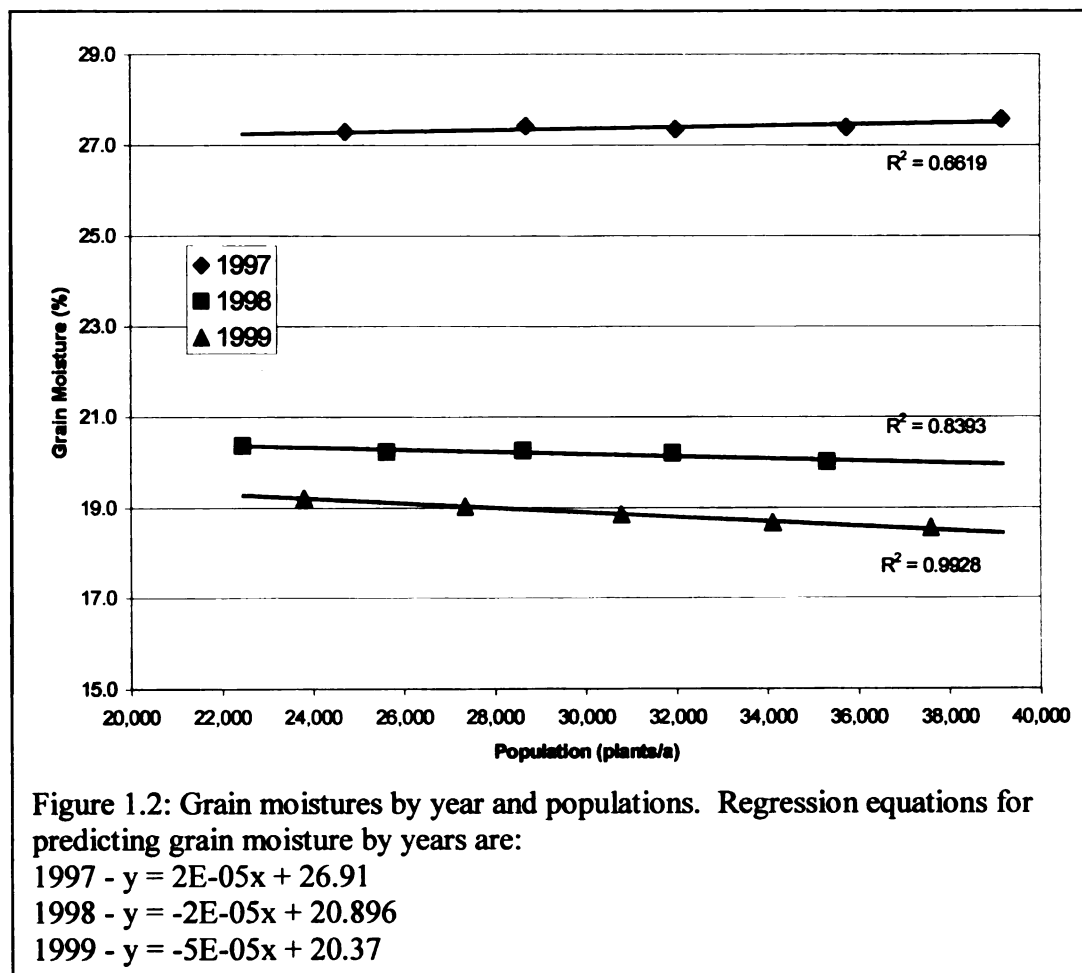 29.0
27.0
25.0
23.0
21.0
19.0
17.0
15.0
Grain Moisture (%)
R² = 0.6619
1997
1998
1999
R² = 0.8393
R² = 0.9928
20,000 22,000 24,000 26,000 28,000 30,000 32,000 34,000 36,000 38,000 40,000
Population (plants/a)
Figure 1.2: Grain moistures by year and populations. Regression equations for
predicting grain moisture by years are:
1997 - y = 2E-05x + 26.91
1998 - y = -2E-05x + 20.896
1999 - y = -5E-05x + 20.37